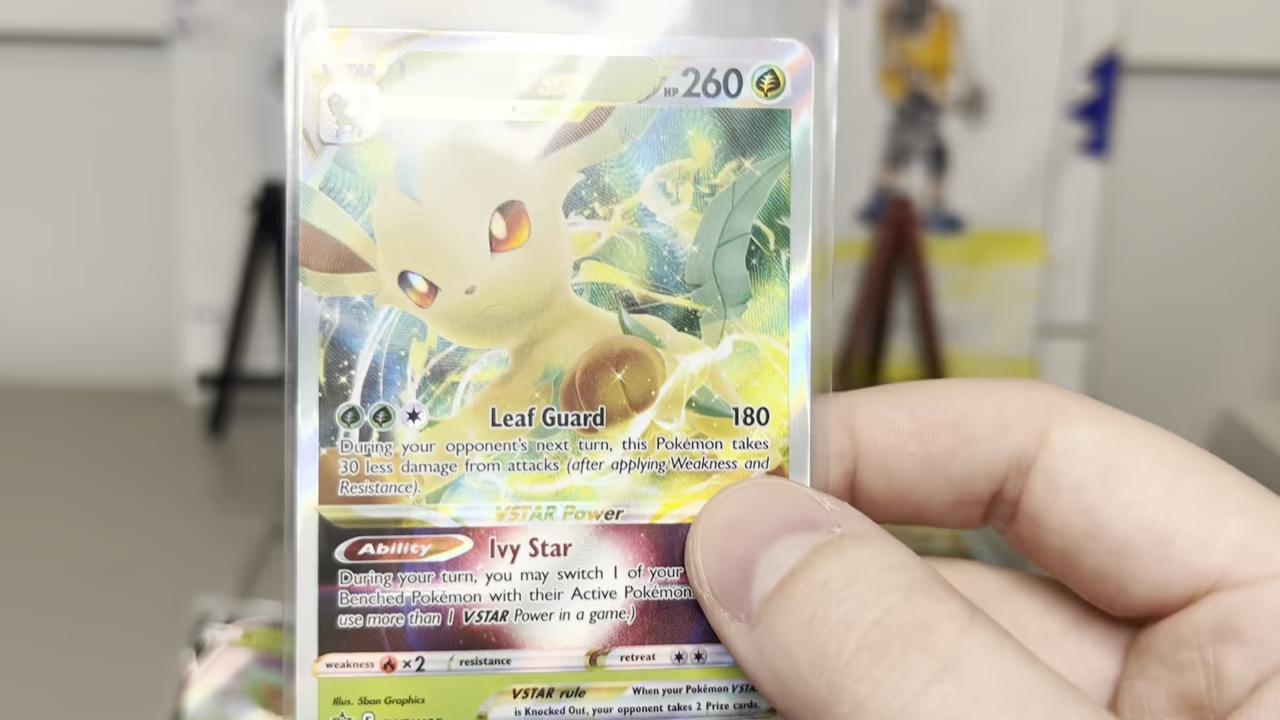 VSTAR
HP 260
Leaf Guard 180
During your opponent's next turn, this Pokémon takes
30 less damage from attacks (after applying Weakness and
Resistance).
VSTAR Power
Ability Ivy Star
During your turn, you may switch 1 of your
Benched Pokémon with their Active Pokémon.
use more than 1 VSTAR Power in a game.)
weakness ×2 resistance retreat
Illus. 5ban Graphics
VSTAR rule When your Pokémon VSTA
is Knocked Out, your opponent takes 2 Prize cards.